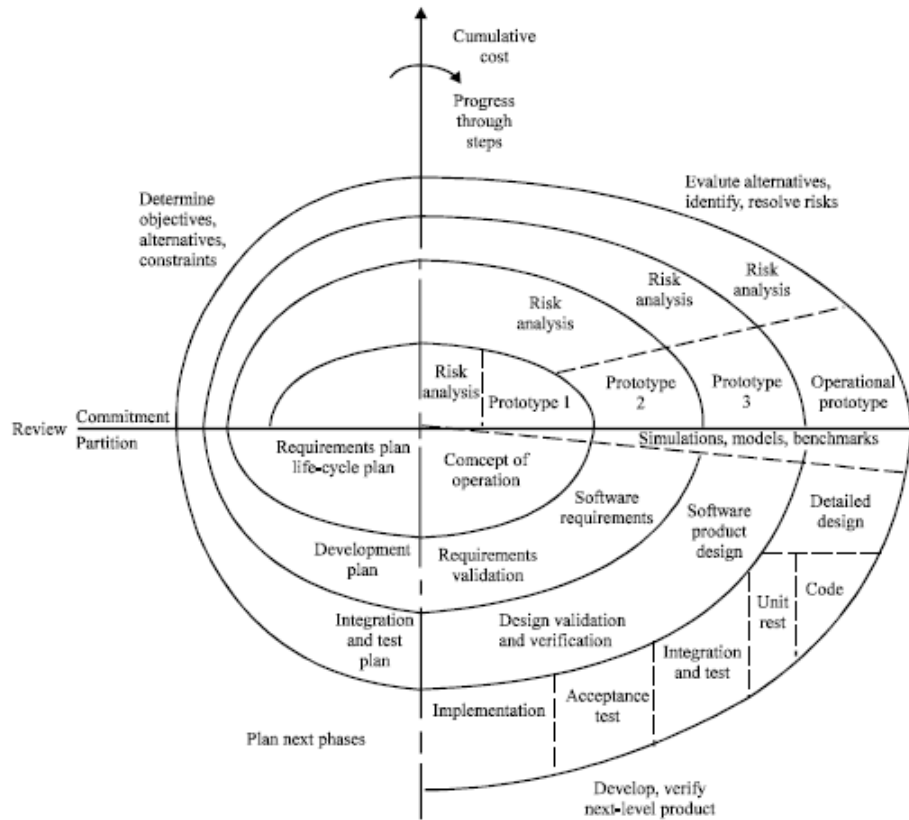 Cumulative
cost
Progress
through
steps
Evalute alternatives,
identify, resolve risks
Determine
objectives,
alternatives,
constraints
Risk
analysis
Risk
analysis
Risk
analysis
Risk
analysis
Prototype 1
Prototype
2
Prototype
3
Operational
prototype
Review
Commitment
Partition
Simulations, models, benchmarks
Requirements plan
life-cycle plan
Comcept of
operation
Software
requirements
Software
product
design
Detailed
design
Development
plan
Requirements
validation
Unit
rest
Code
Integration
and test
plan
Design validation
and verification
Integration
and test
Acceptance
test
Implementation
Plan next phases
Develop, verify
next-level product